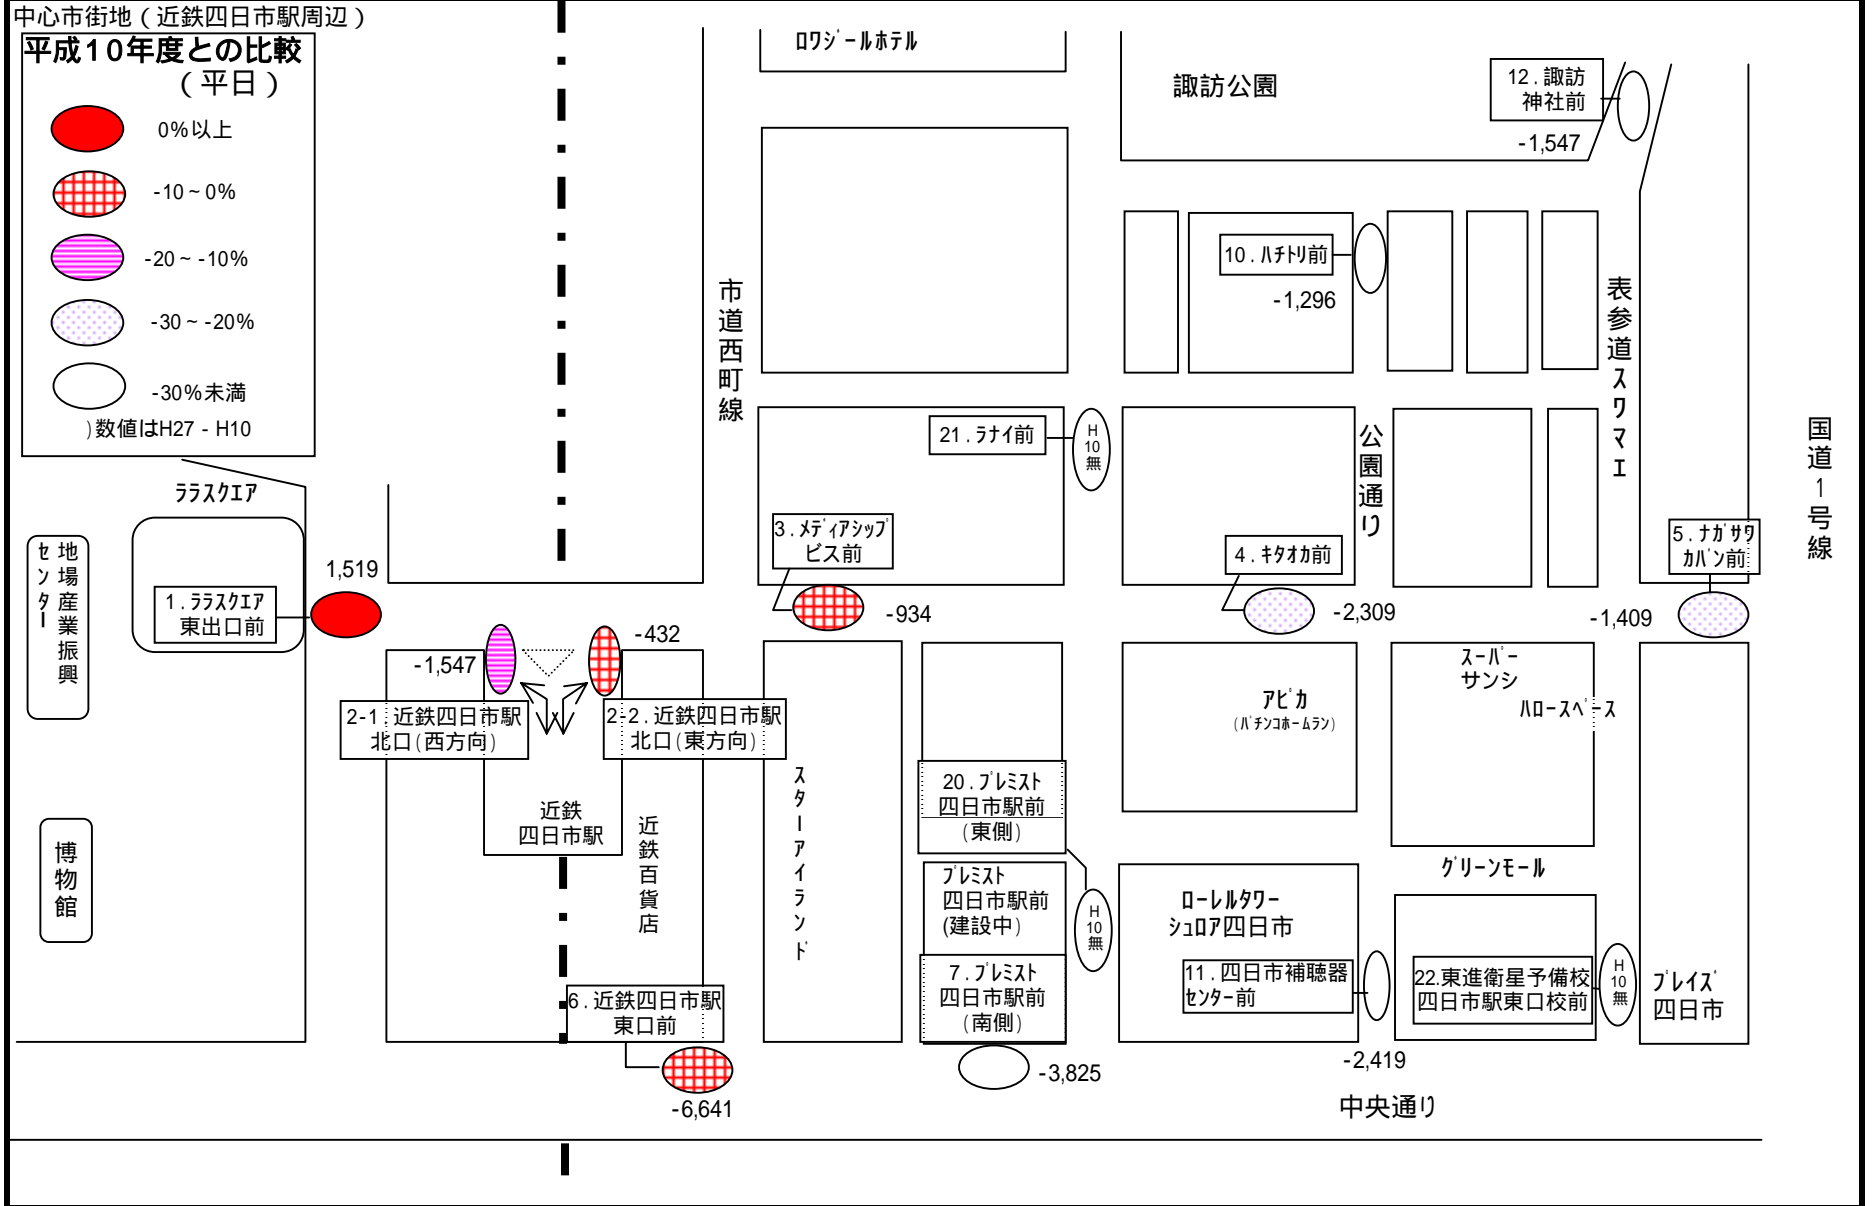 中心市街地（近鉄四日市駅周辺）
平成10年度との比較
（平日）
0%以上
-10～0%
-20～-10%
-30～-20%
-30%未満
）数値はH27 - H10
ﾛﾜｼﾞｰﾙﾎﾃﾙ
諏訪公園
12．諏訪
神社前
-1,547
10．ﾊﾁﾄﾘ前
-1,296
市道西町線
表参道スワマエ
国道1号線
公園通り
21．ﾗﾅｲ前
H
10
無
ﾗﾗｽｸｴｱ
地場産業振興
センター
1．ﾗﾗｽｸｴｱ
東出口前
1,519
3．ﾒﾃﾞｨｱｼｯﾌﾟ
ビス前
-934
4．ｷﾀｵｶ前
-2,309
5．ﾅｶﾞｻﾜ
ｶﾊﾞﾝ前
-1,409
-1,547
-432
2-1．近鉄四日市駅
北口(西方向)
2-2．近鉄四日市駅
北口(東方向)
近鉄
四日市駅
近鉄百貨店
スターアイランド
20．ﾌﾟﾚﾐｽﾄ
四日市駅前
(東側)
H
10
無
ﾌﾟﾚﾐｽﾄ
四日市駅前
(建設中)
7．ﾌﾟﾚﾐｽﾄ
四日市駅前
(南側)
-3,825
ｱﾋﾟｶ
(ﾊﾟﾁﾝｺﾎｰﾑﾗﾝ)
ｽｰﾊﾟｰ
ｻﾝｼ
ﾊﾛｰｽﾍﾟｰｽ
ｸﾞﾘｰﾝﾓｰﾙ
ﾛｰﾚﾙﾀﾜｰ
ｼｭﾛｱ四日市
11．四日市補聴器
ｾﾝﾀｰ前
-2,419
22.東進衛星予備校
四日市駅東口校前
H
10
無
ﾌﾟﾚｲｽﾞ
四日市
博物館
6．近鉄四日市駅
東口前
-6,641
中央通り